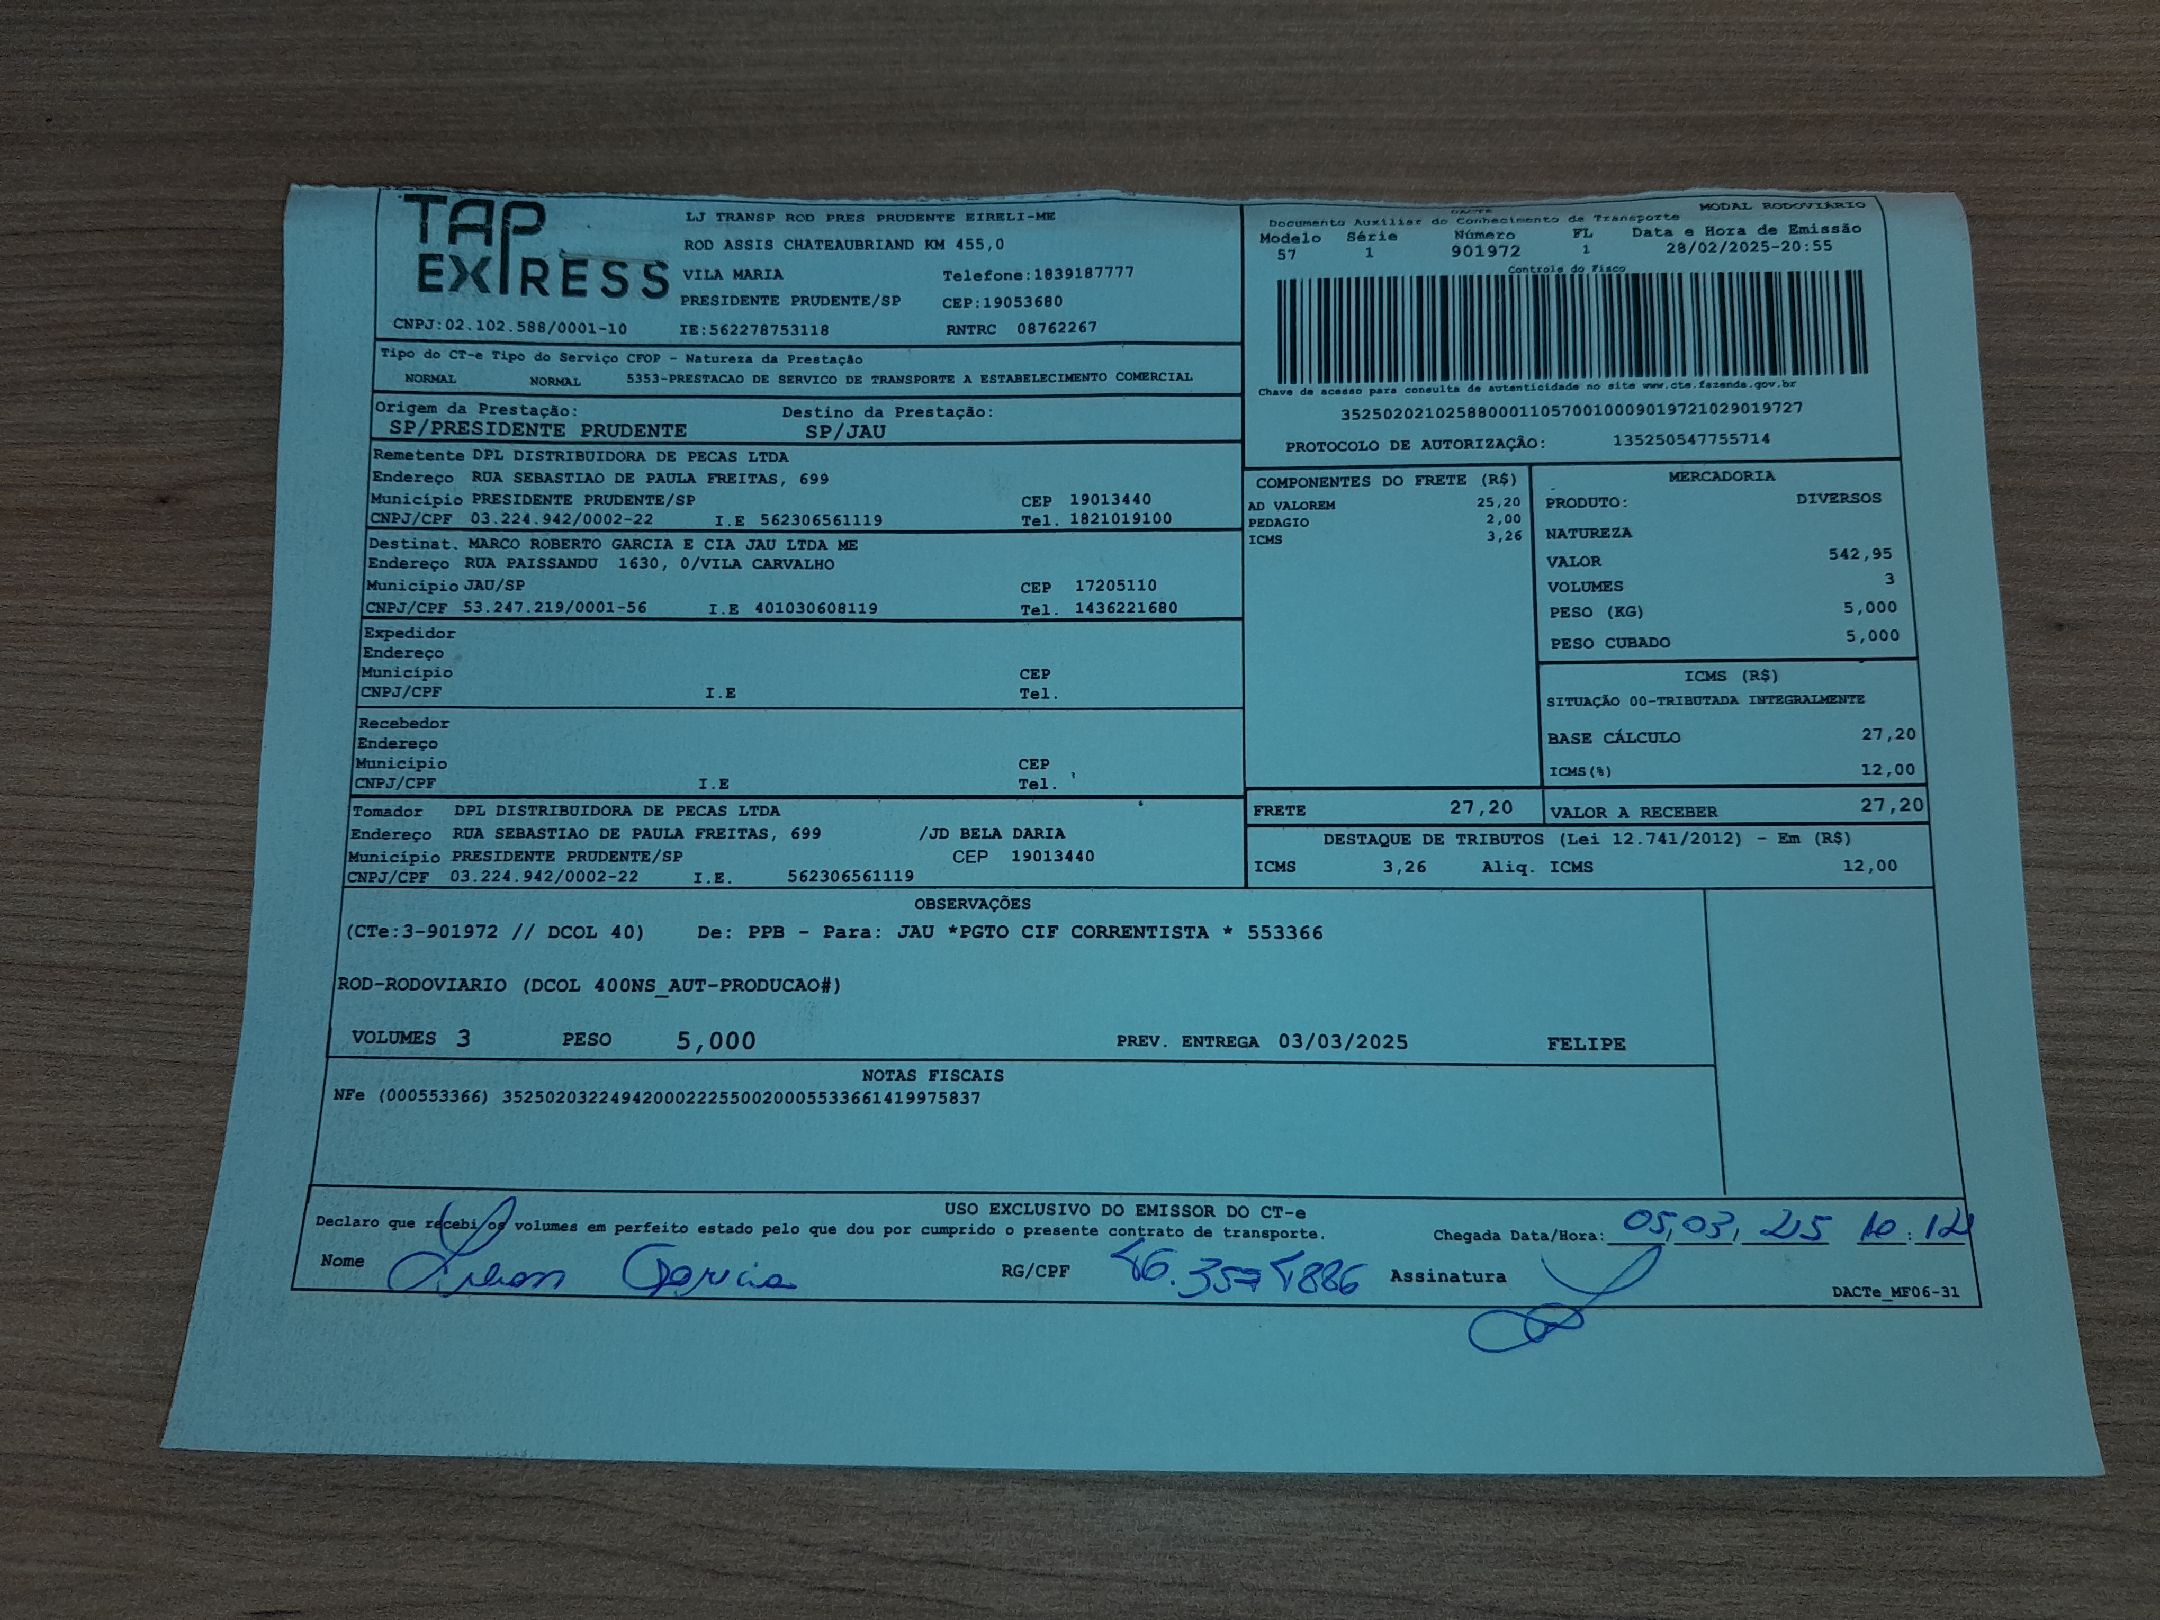 TAP EXPRESS
LJ TRANSP ROD PRES PRUDENTE EIRELI-ME
ROD ASSIS CHATEAUBRIAND KM 455,0
VILA MARIA Telefone:1839187777
PRESIDENTE PRUDENTE/SP CEP:19053680
CNPJ:02.102.588/0001-10 IE:562278753118 RNTRC 08762267
DACTE MODAL RODOVIÁRIO
Documento Auxiliar do Conhecimento de Transporte
Modelo Série Número FL Data e Hora de Emissão
57 1 901972 1 28/02/2025-20:55
Controle do Fisco
Chave de acesso para consulta de autenticidade no site www.cte.fazenda.gov.br
35250202102588000110570010009019721029019727
PROTOCOLO DE AUTORIZAÇÃO: 135250547755714
Tipo do CT-e Tipo do Serviço CFOP - Natureza da Prestação
NORMAL NORMAL 5353-PRESTACAO DE SERVICO DE TRANSPORTE A ESTABELECIMENTO COMERCIAL
Origem da Prestação: Destino da Prestação:
SP/PRESIDENTE PRUDENTE SP/JAU
Remetente DPL DISTRIBUIDORA DE PECAS LTDA
Endereço RUA SEBASTIAO DE PAULA FREITAS, 699
Município PRESIDENTE PRUDENTE/SP CEP 19013440
CNPJ/CPF 03.224.942/0002-22 I.E 562306561119 Tel. 1821019100
Destinat. MARCO ROBERTO GARCIA E CIA JAU LTDA ME
Endereço RUA PAISSANDU 1630, 0/VILA CARVALHO
Município JAU/SP CEP 17205110
CNPJ/CPF 53.247.219/0001-56 I.E 401030608119 Tel. 1436221680
Expedidor
Endereço
Município CEP
CNPJ/CPF I.E Tel.
Recebedor
Endereço
Município CEP
CNPJ/CPF I.E Tel.
Tomador DPL DISTRIBUIDORA DE PECAS LTDA
Endereço RUA SEBASTIAO DE PAULA FREITAS, 699 /JD BELA DARIA
Município PRESIDENTE PRUDENTE/SP CEP 19013440
CNPJ/CPF 03.224.942/0002-22 I.E. 562306561119
COMPONENTES DO FRETE (R$)
AD VALOREM 25,20
PEDAGIO 2,00
ICMS 3,26
MERCADORIA
PRODUTO: DIVERSOS
NATUREZA
VALOR 542,95
VOLUMES 3
PESO (KG) 5,000
PESO CUBADO 5,000
ICMS (R$)
SITUAÇÃO 00-TRIBUTADA INTEGRALMENTE
BASE CÁLCULO 27,20
ICMS(%) 12,00
FRETE 27,20 VALOR A RECEBER 27,20
DESTAQUE DE TRIBUTOS (Lei 12.741/2012) - Em (R$)
ICMS 3,26 Aliq. ICMS 12,00
OBSERVAÇÕES
(CTe:3-901972 // DCOL 40) De: PPB - Para: JAU *PGTO CIF CORRENTISTA * 553366
ROD-RODOVIARIO (DCOL 400NS_AUT-PRODUCAO#)
VOLUMES 3 PESO 5,000 PREV. ENTREGA 03/03/2025 FELIPE
NOTAS FISCAIS
NFe (000553366) 35250203224942000222550020005533661419975837
USO EXCLUSIVO DO EMISSOR DO CT-e
Declaro que recebi os volumes em perfeito estado pelo que dou por cumprido o presente contrato de transporte. Chegada Data/Hora: 05,03, 25 10:12
Nome Garcia RG/CPF Assinatura
DACTe_MF06-31